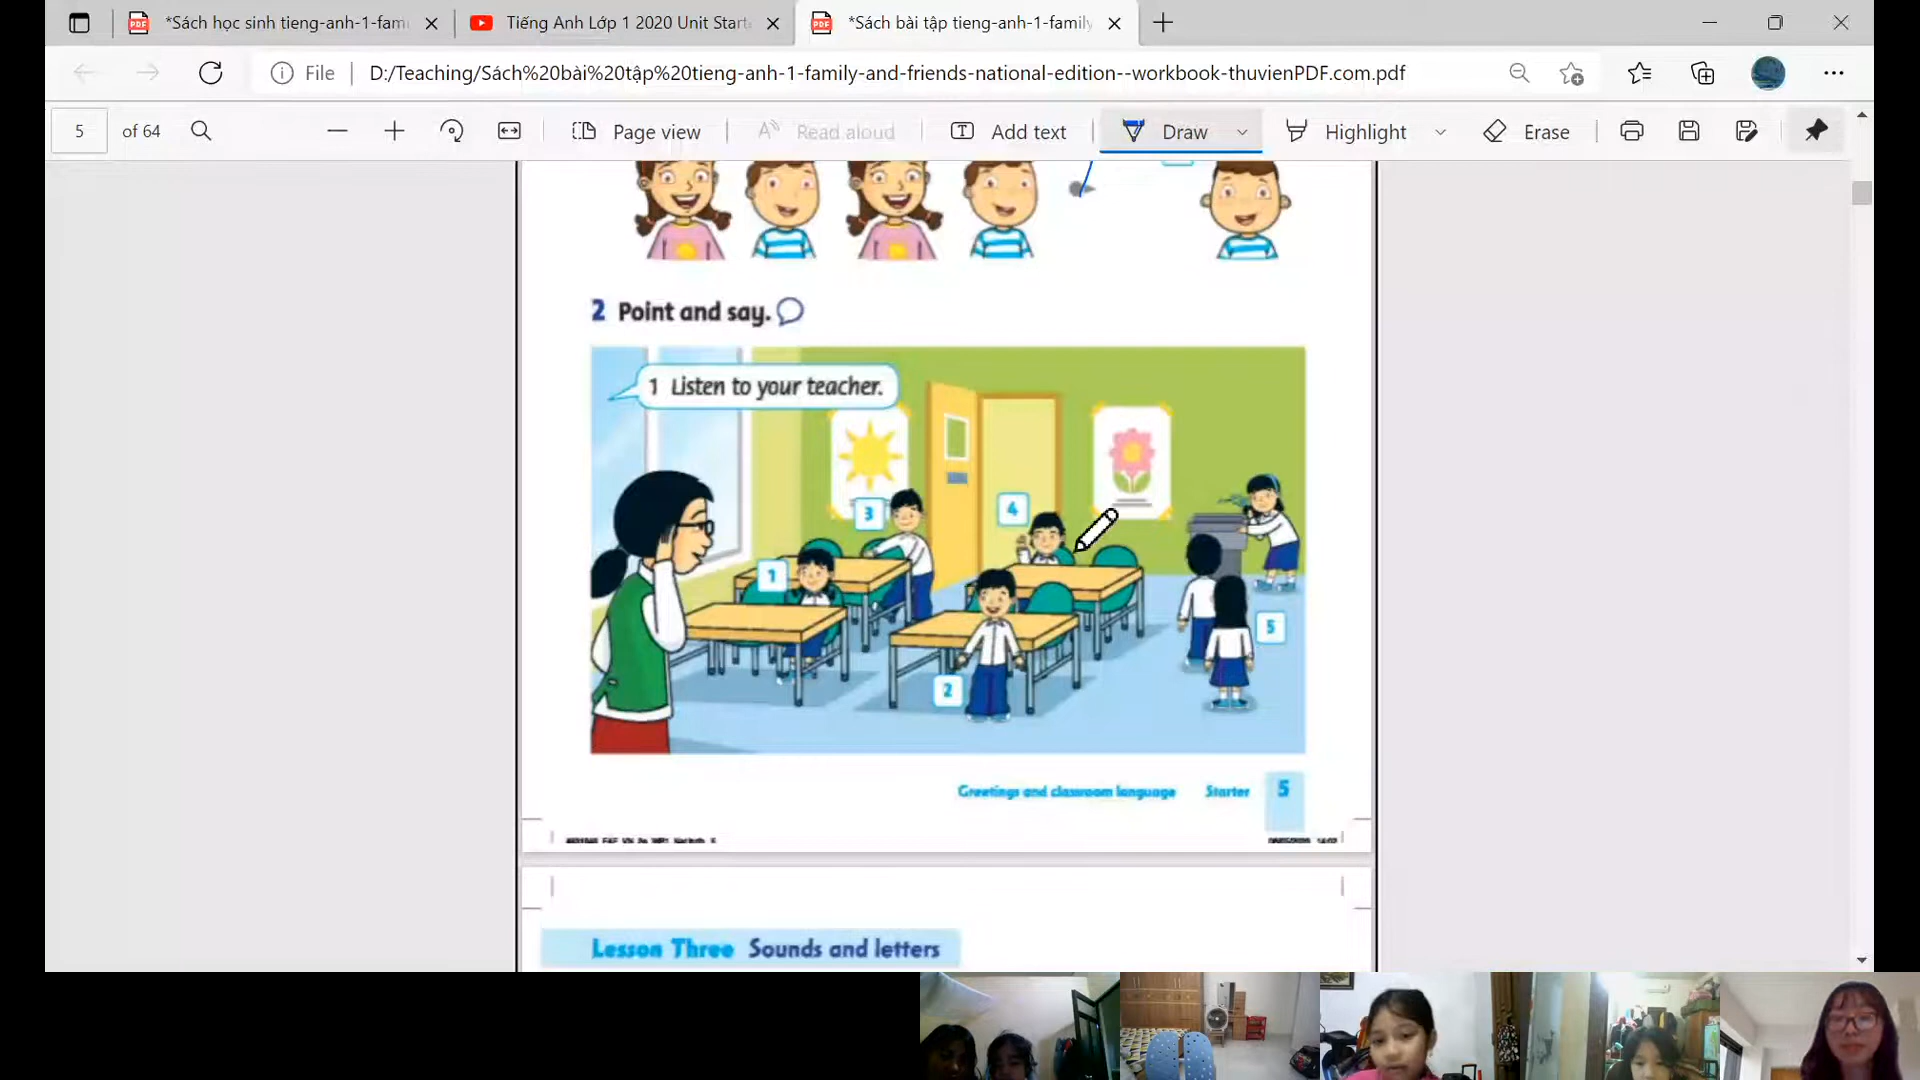 *Sách học sinh tieng-anh-1-fami
Tiếng Anh Lớp 1 2020 Unit Start
*Sách bài tập tieng-anh-1-family
File
D:/Teaching/Sách%20bài%20tập%20tieng-anh-1-family-and-friends-national-edition--workbook-thuvienPDF.com.pdf
5 of 64
Page view
Read aloud
Add text
Draw
Highlight
Erase
2 Point and say.
1 Listen to your teacher.
3
4
1
5
2
Greetings and classroom language Starter 5
Lesson Three Sounds and letters